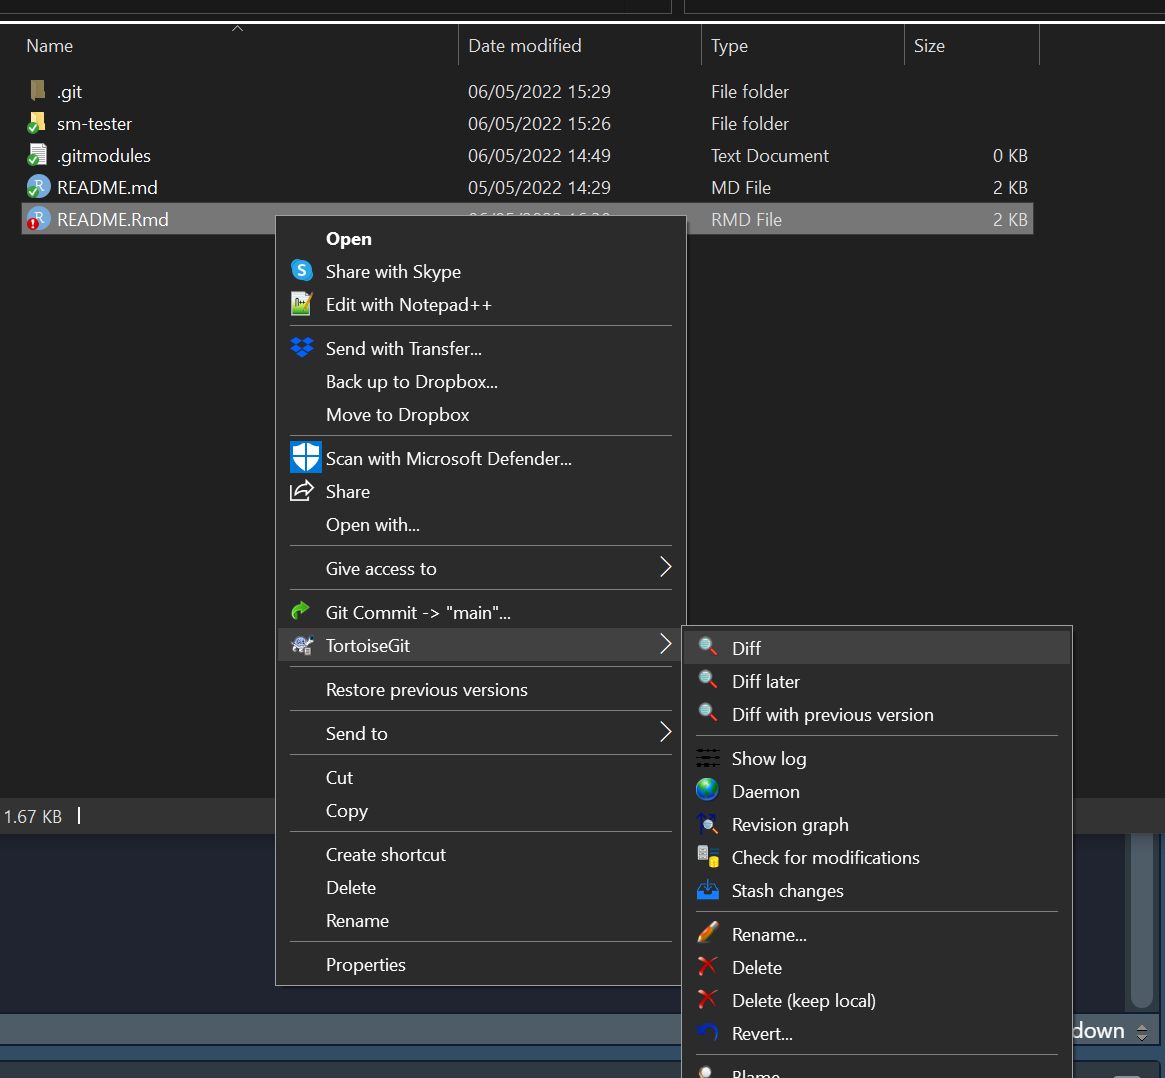 Name Date modified Type Size
.git 06/05/2022 15:29 File folder
sm-tester 06/05/2022 15:26 File folder
.gitmodules 06/05/2022 14:49 Text Document 0 KB
README.md 05/05/2022 14:29 MD File 2 KB
README.Rmd RMD File 2 KB
Open
Share with Skype
Edit with Notepad++
Send with Transfer...
Back up to Dropbox...
Move to Dropbox
Scan with Microsoft Defender...
Share
Open with...
Give access to
Git Commit -> "main"...
TortoiseGit
Restore previous versions
Send to
Cut
Copy
Create shortcut
Delete
Rename
Properties
Diff
Diff later
Diff with previous version
Show log
Daemon
Revision graph
Check for modifications
Stash changes
Rename...
Delete
Delete (keep local)
Revert...
Blame
1.67 KB
down